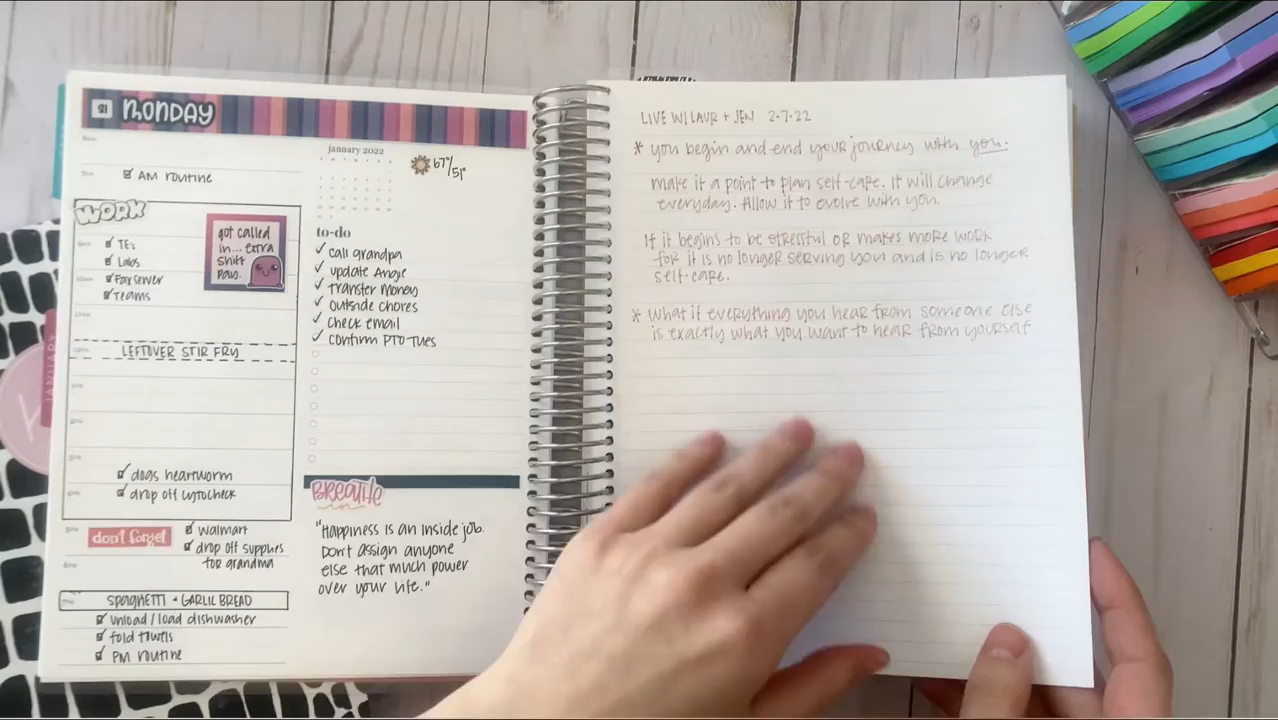 31 MONDAY
AM ROUTINE
WORK
TE's
Labs
Fay sewer
Teams
got called
in... extra
shift
pay.
LEFTOVER STIR FRY
dogs heartworm
drop off cytocheck
don't forget
walmart
drop off supplies
for grandma
SPAGHETTI + GARLIC BREAD
unload/load dishwasher
fold towels
PM routine
january 2022
67°/51°
to-do
call grandpa
update Angie
transfer money
outside chores
check email
confirm PTO Tues
BREATHE
"Happiness is an inside job.
Don't assign anyone
else that much power
over your life."
JANUARY
LIVE W/ LAUR + JEN 2.7.22
* you begin and end your journey with you.
make it a point to plan self-care. It will change
everyday. Allow it to evolve with you.
If it begins to be stressful or makes more work
for it is no longer serving you and is no longer
self-care.
* What if everything you hear from someone else
is exactly what you want to hear from yourself